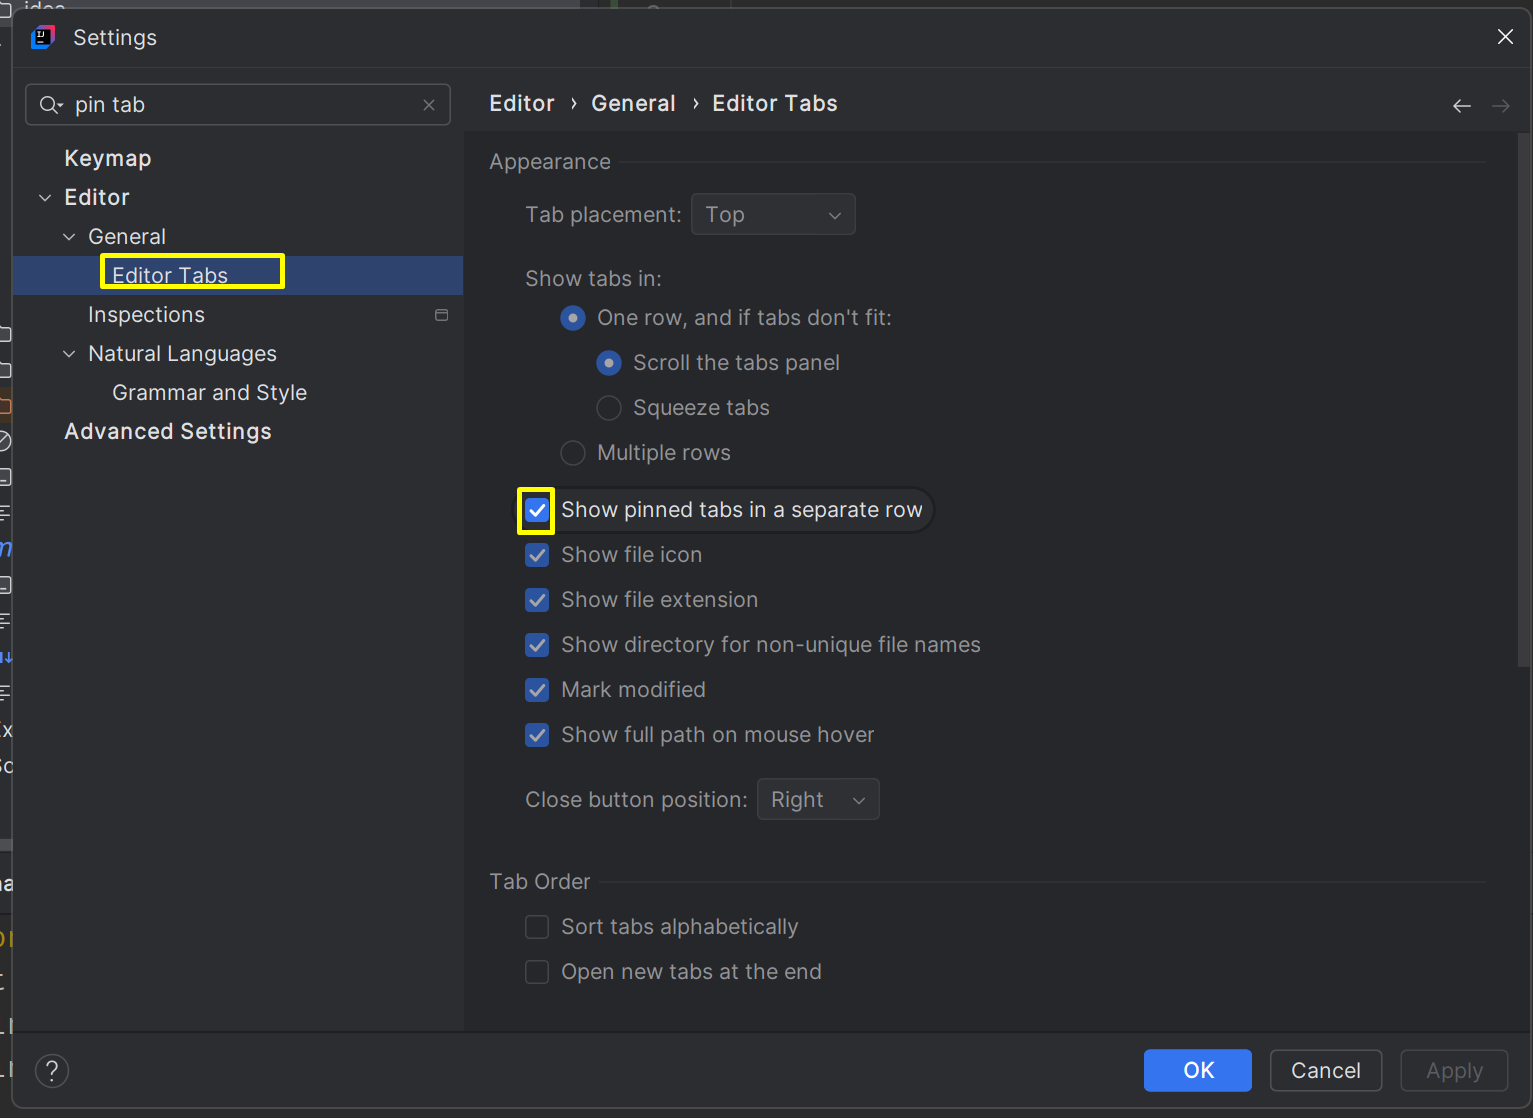 idea
Settings
pin tab
Keymap
Editor
General
Editor Tabs
Inspections
Natural Languages
Grammar and Style
Advanced Settings
Editor › General › Editor Tabs
Appearance
Tab placement: Top
Show tabs in:
One row, and if tabs don't fit:
Scroll the tabs panel
Squeeze tabs
Multiple rows
Show pinned tabs in a separate row
Show file icon
Show file extension
Show directory for non-unique file names
Mark modified
Show full path on mouse hover
Close button position: Right
Tab Order
Sort tabs alphabetically
Open new tabs at the end
?
OK
Cancel
Apply